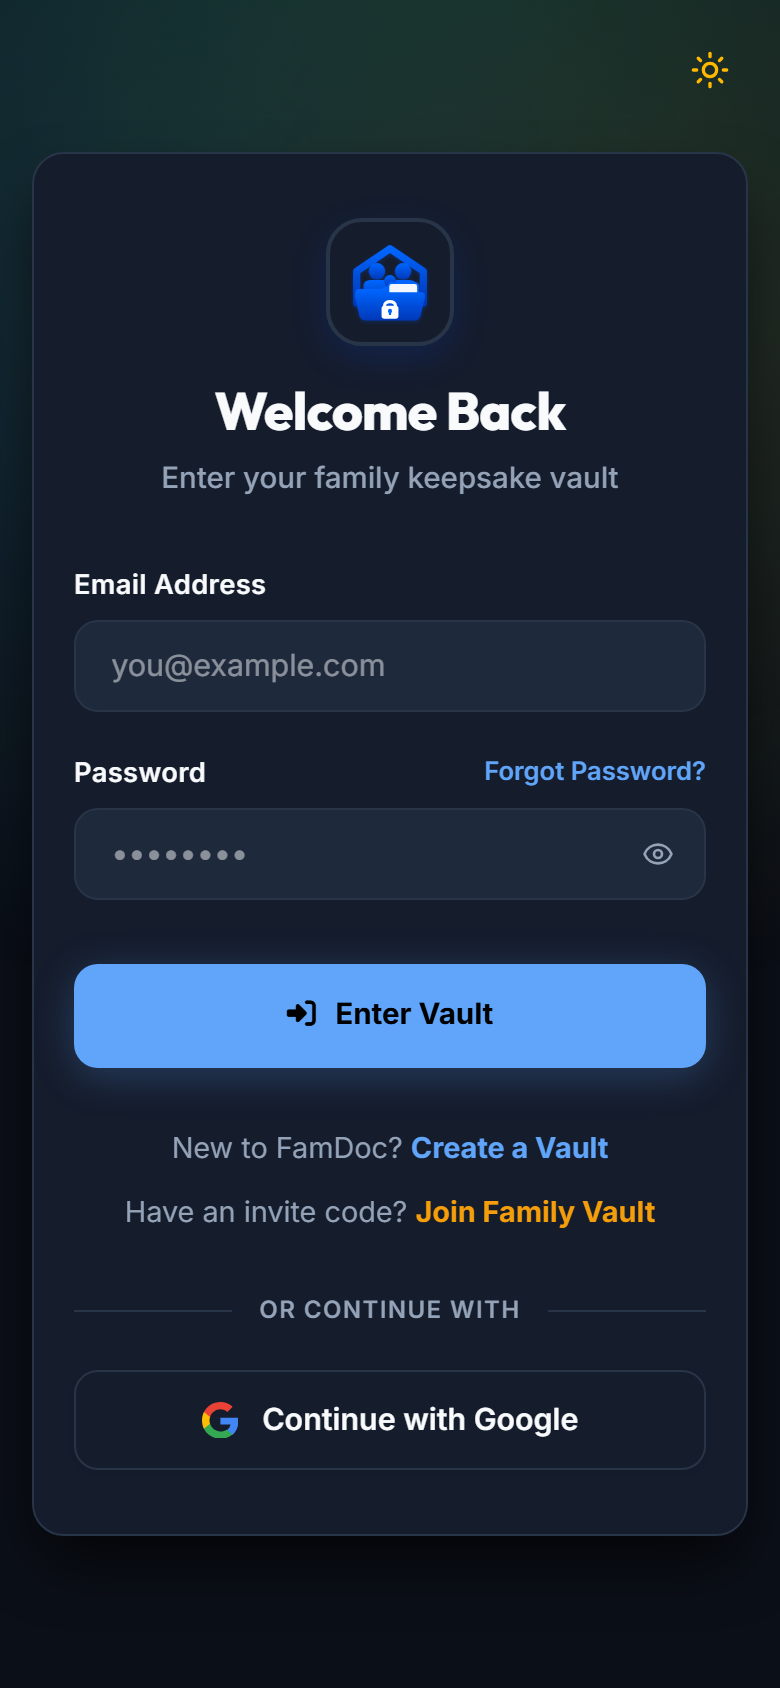 Welcome Back
Enter your family keepsake vault
Email Address
you@example.com
Password Forgot Password?
••••••••
Enter Vault
New to FamDoc? Create a Vault
Have an invite code? Join Family Vault
OR CONTINUE WITH
Continue with Google